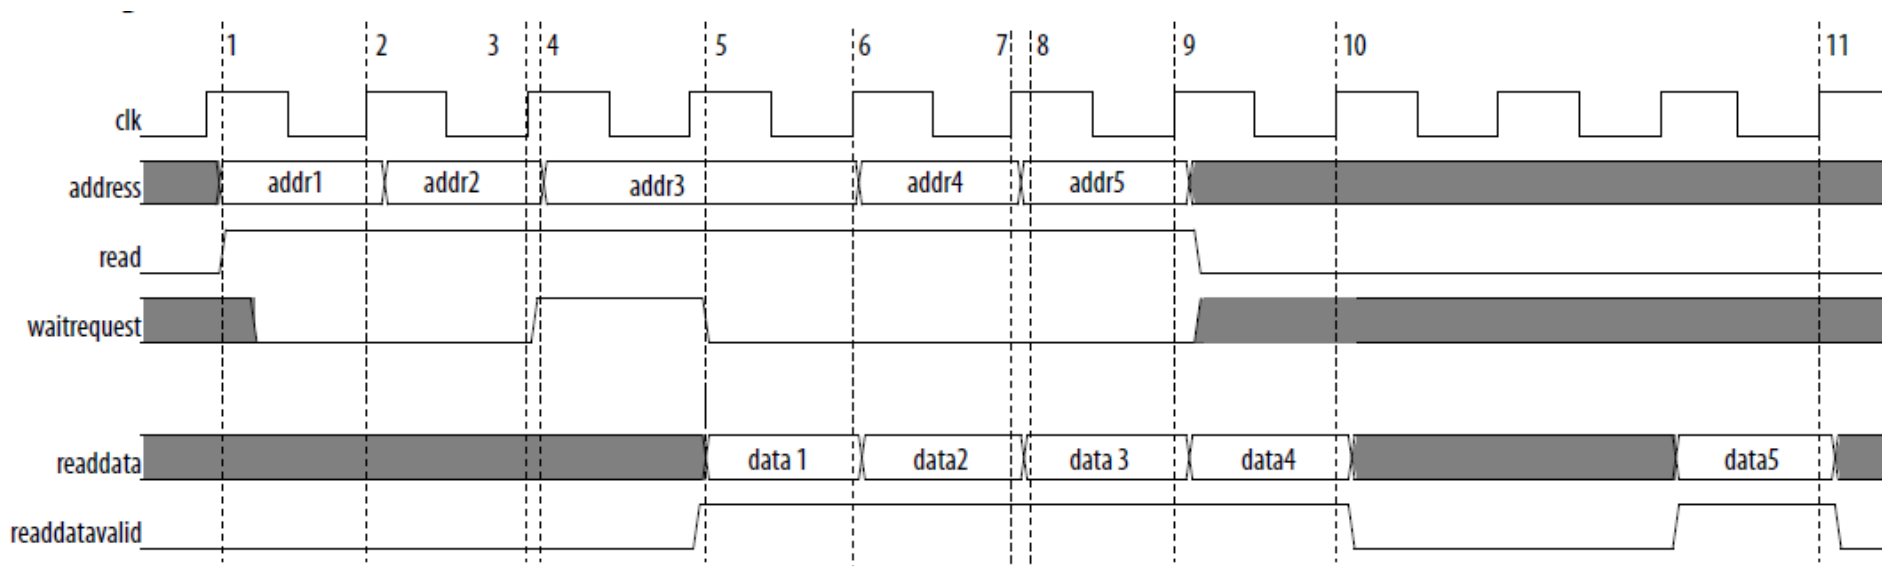 1 2 3 4 5 6 7 8 9 10 11
clk
address addr1 addr2 addr3 addr4 addr5
read
waitrequest
readdata data 1 data2 data 3 data4 data5
readdatavalid